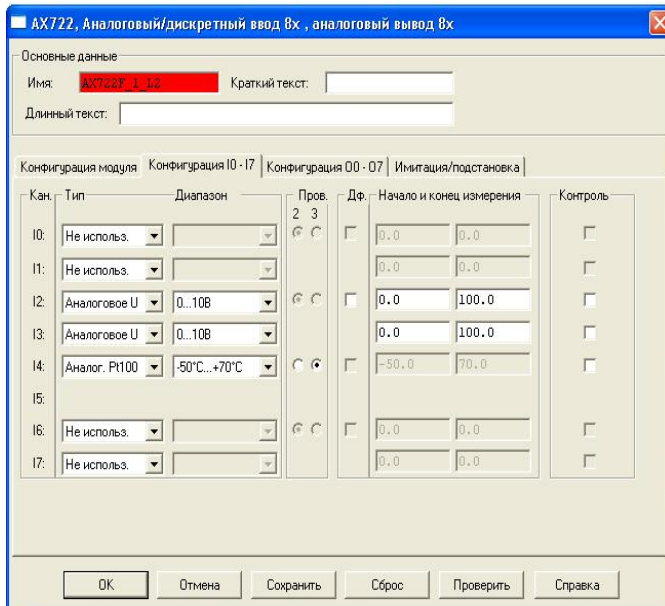 АХ722, Аналоговый/дискретный ввод 8х , аналоговый вывод 8х
Основные данные
Имя: AX722F_1_L2 Краткий текст:
Длинный текст:
Конфигурация модуля Конфигурация I0 - I7 Конфигурация O0 - O7 Имитация/подстановка
Кан. Тип Диапазон Пров. Дф. Начало и конец измерения Контроль
2 3
I0: Не использ. 0.0 0.0
I1: Не использ. 0.0 0.0
I2: Аналоговое U 0...10В 0.0 100.0
I3: Аналоговое U 0...10В 0.0 100.0
I4: Аналог. Pt100 -50°C...+70°C -50.0 70.0
I5:
I6: Не использ. 0.0 0.0
I7: Не использ. 0.0 0.0
OK Отмена Сохранить Сброс Проверить Справка